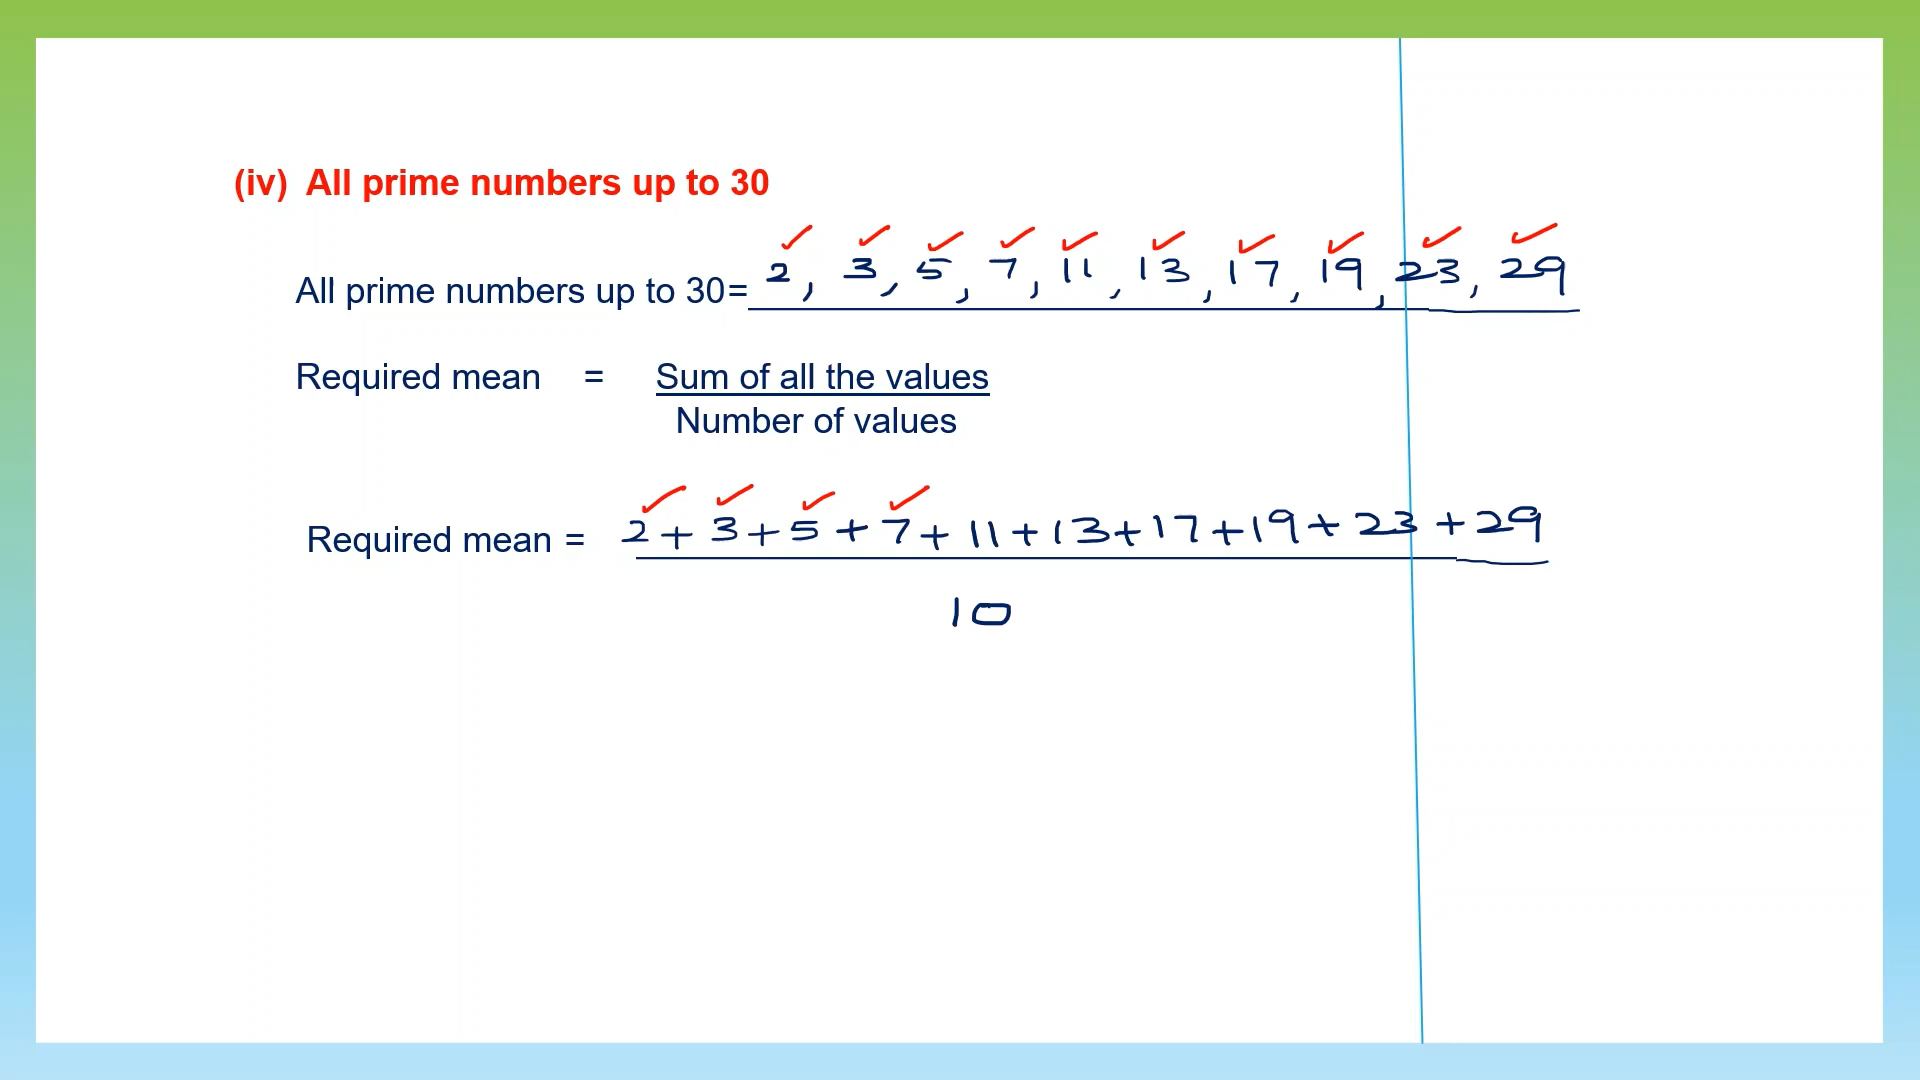 (iv) All prime numbers up to 30
All prime numbers up to 30= 2, 3, 5, 7, 11, 13, 17, 19, 23, 29
Required mean = Sum of all the values
Number of values
Required mean = 2+3+5+7+11+13+17+19+23+29
10